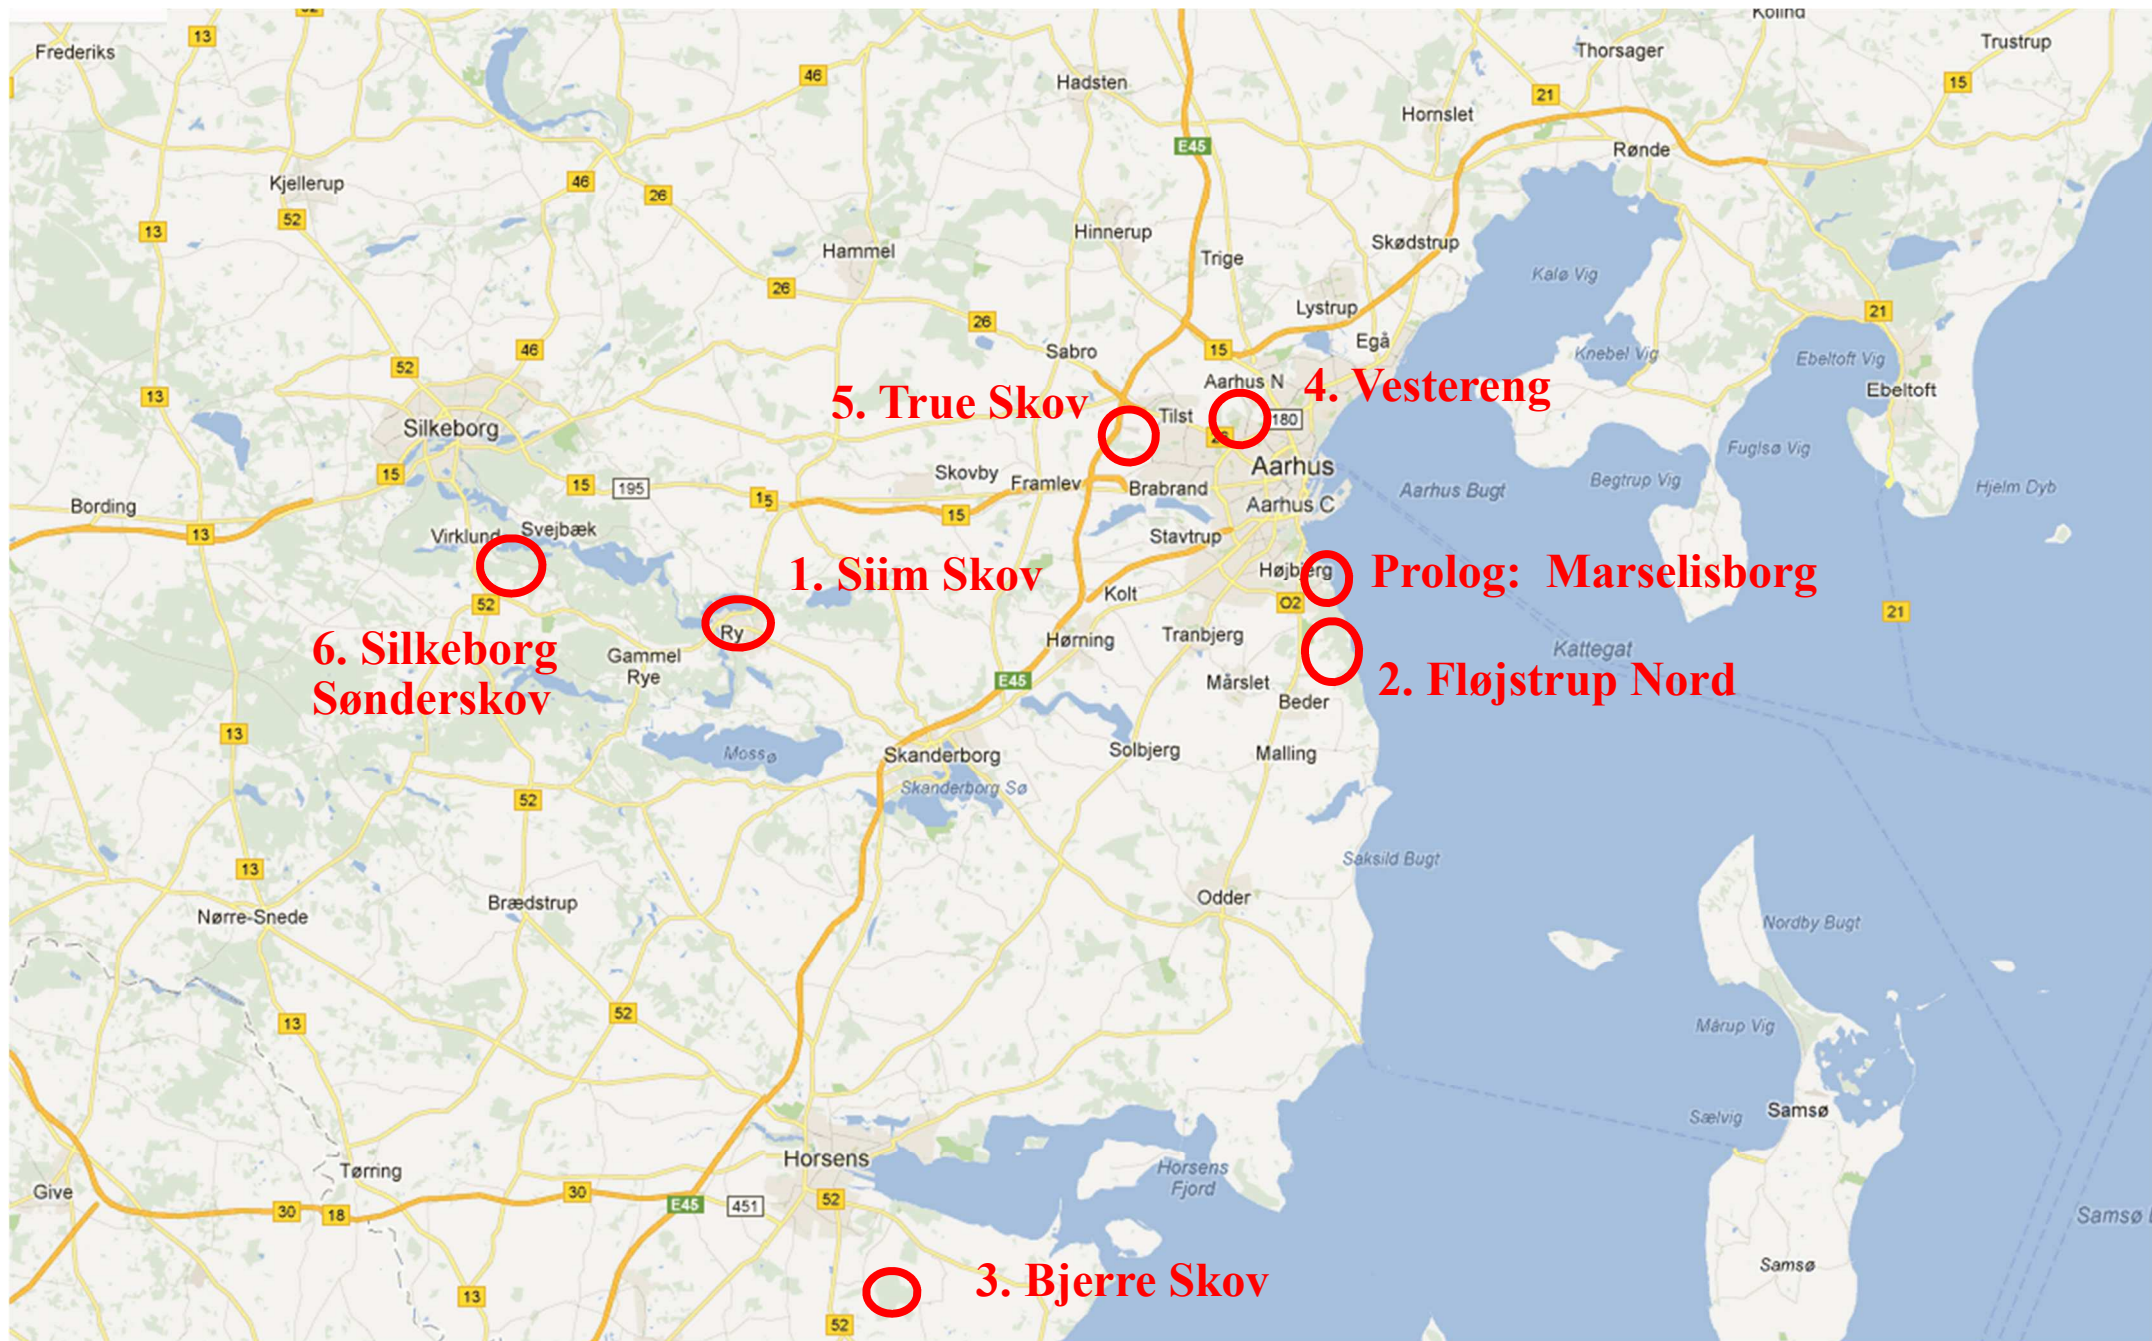 52
13
Frederiks
46
Hadsten
Thorsager
Kolind
Trustrup
15
21
Hornslet
Rønde
E45
Kjellerup
46
26
52
13
Hammel
Hinnerup
Trige
Skødstrup
Kalø Vig
26
26
Lystrup
21
Sabro
15
Egå
Knebel Vig
Ebeltoft Vig
46
52
13
Aarhus N
4. Vestereng
Ebeltoft
5. True Skov
Tilst
180
Silkeborg
Aarhus
Fuglsø Vig
15
15
195
15
Skovby
Framlev
Brabrand
Aarhus Bugt
Begtrup Vig
Hjelm Dyb
Bording
13
15
Aarhus C
Virklund
Svejbæk
Stavtrup
1. Siim Skov
Højbjerg
Prolog:  Marselisborg
52
Kolt
O2
21
Ry
Hørning
Tranbjerg
Kattegat
6. Silkeborg
Sønderskov
Gammel
Rye
E45
Mårslet
2. Fløjstrup Nord
Beder
13
Mossø
Skanderborg
Solbjerg
Malling
Skanderborg Sø
52
Saksild Bugt
13
Nørre-Snede
Brædstrup
Odder
Nordby Bugt
13
52
Mårup Vig
Sælvig
Samsø
Tørring
Horsens
Horsens
Fjord
Give
30
18
30
E45
451
52
Samsø
Samsø
13
52
3. Bjerre Skov